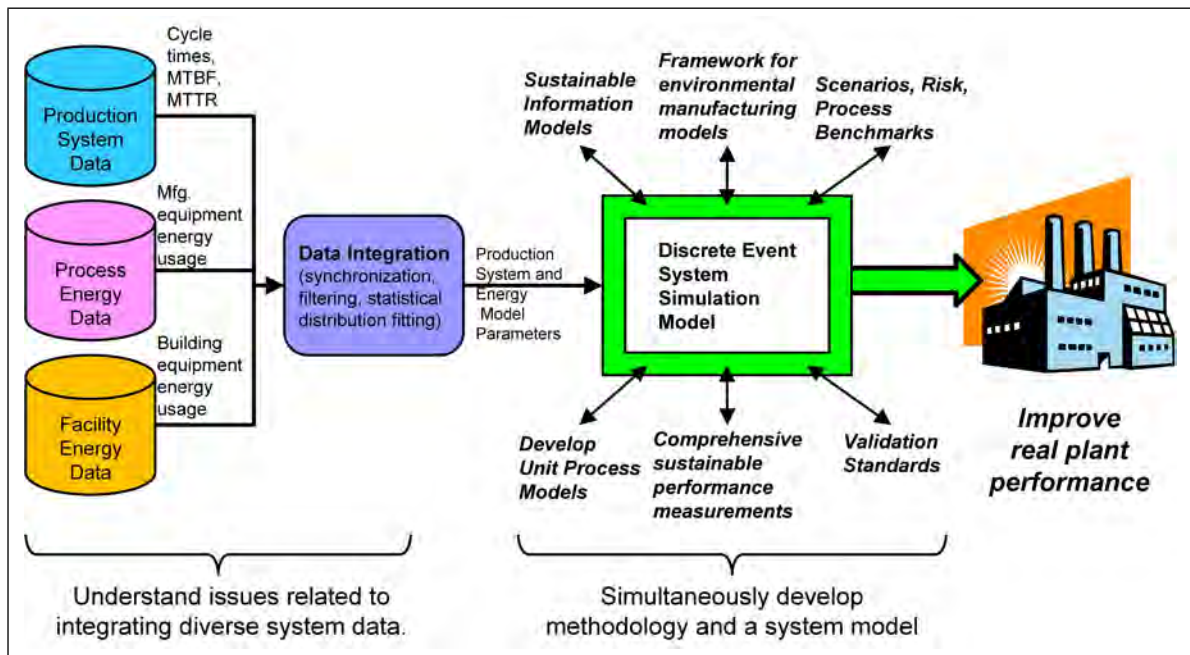 Cycle
times,
MTBF,
MTTR
Production
System
Data
Mfg.
equipment
energy
usage
Process
Energy
Data
Building
equipment
energy
usage
Facility
Energy
Data
Data Integration
(synchronization,
filtering, statistical
distribution fitting)
Production
System and
Energy
Model
Parameters
Sustainable
Information
Models
Framework for
environmental
manufacturing
models
Scenarios, Risk,
Process
Benchmarks
Discrete Event
System
Simulation
Model
Develop
Unit Process
Models
Comprehensive
sustainable
performance
measurements
Validation
Standards
Improve
real plant
performance
Understand issues related to
integrating diverse system data.
Simultaneously develop
methodology and a system model